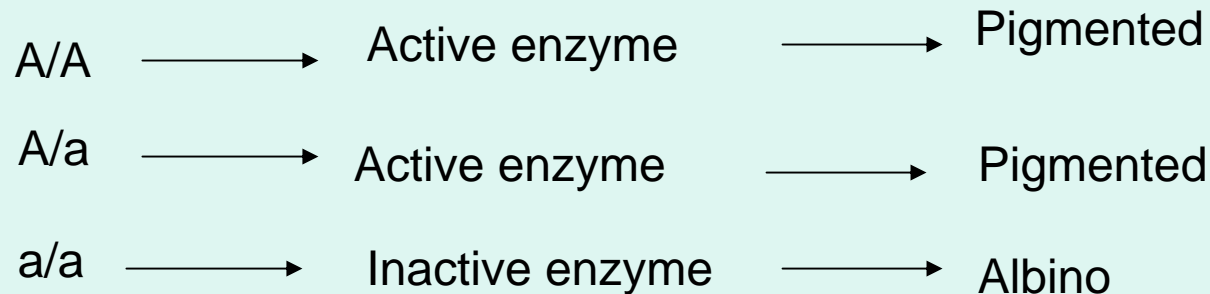 A/A Active enzyme Pigmented
A/a Active enzyme Pigmented
a/a Inactive enzyme Albino